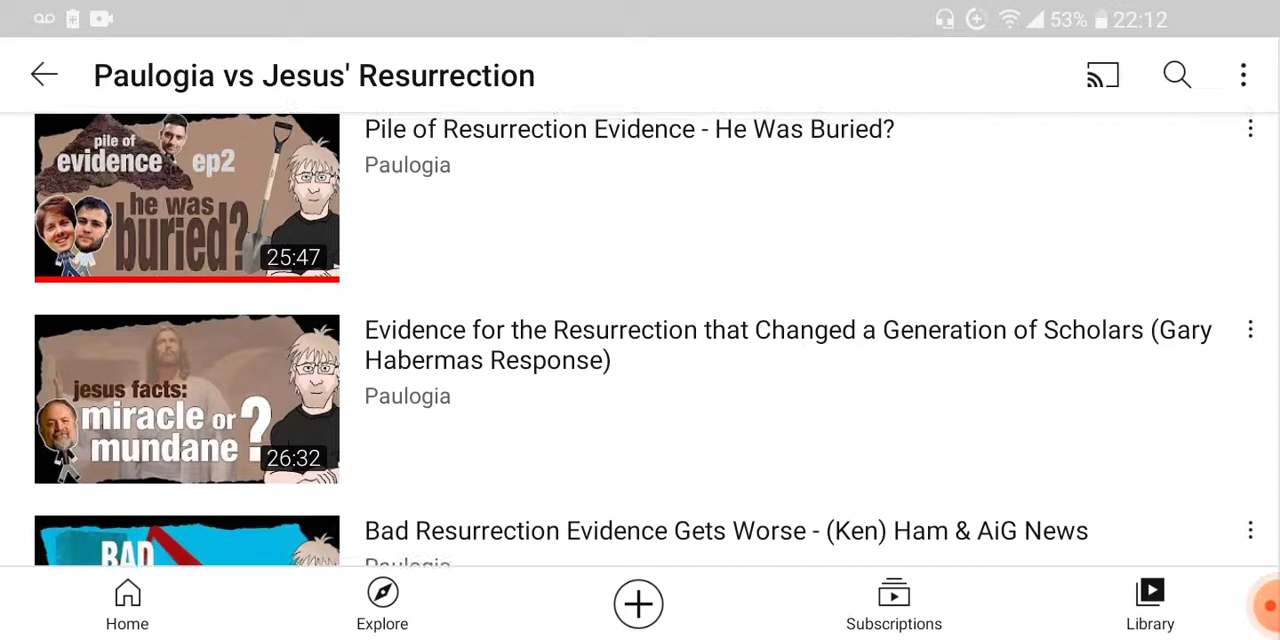 53% 22:12
Paulogia vs Jesus' Resurrection
pile of
evidence ep2
he was
buried?
25:47
Pile of Resurrection Evidence - He Was Buried?
Paulogia
jesus facts:
miracle or
mundane ?
26:32
Evidence for the Resurrection that Changed a Generation of Scholars (Gary
Habermas Response)
Paulogia
BAD
Bad Resurrection Evidence Gets Worse - (Ken) Ham & AiG News
Paulogia
Home Explore Subscriptions Library